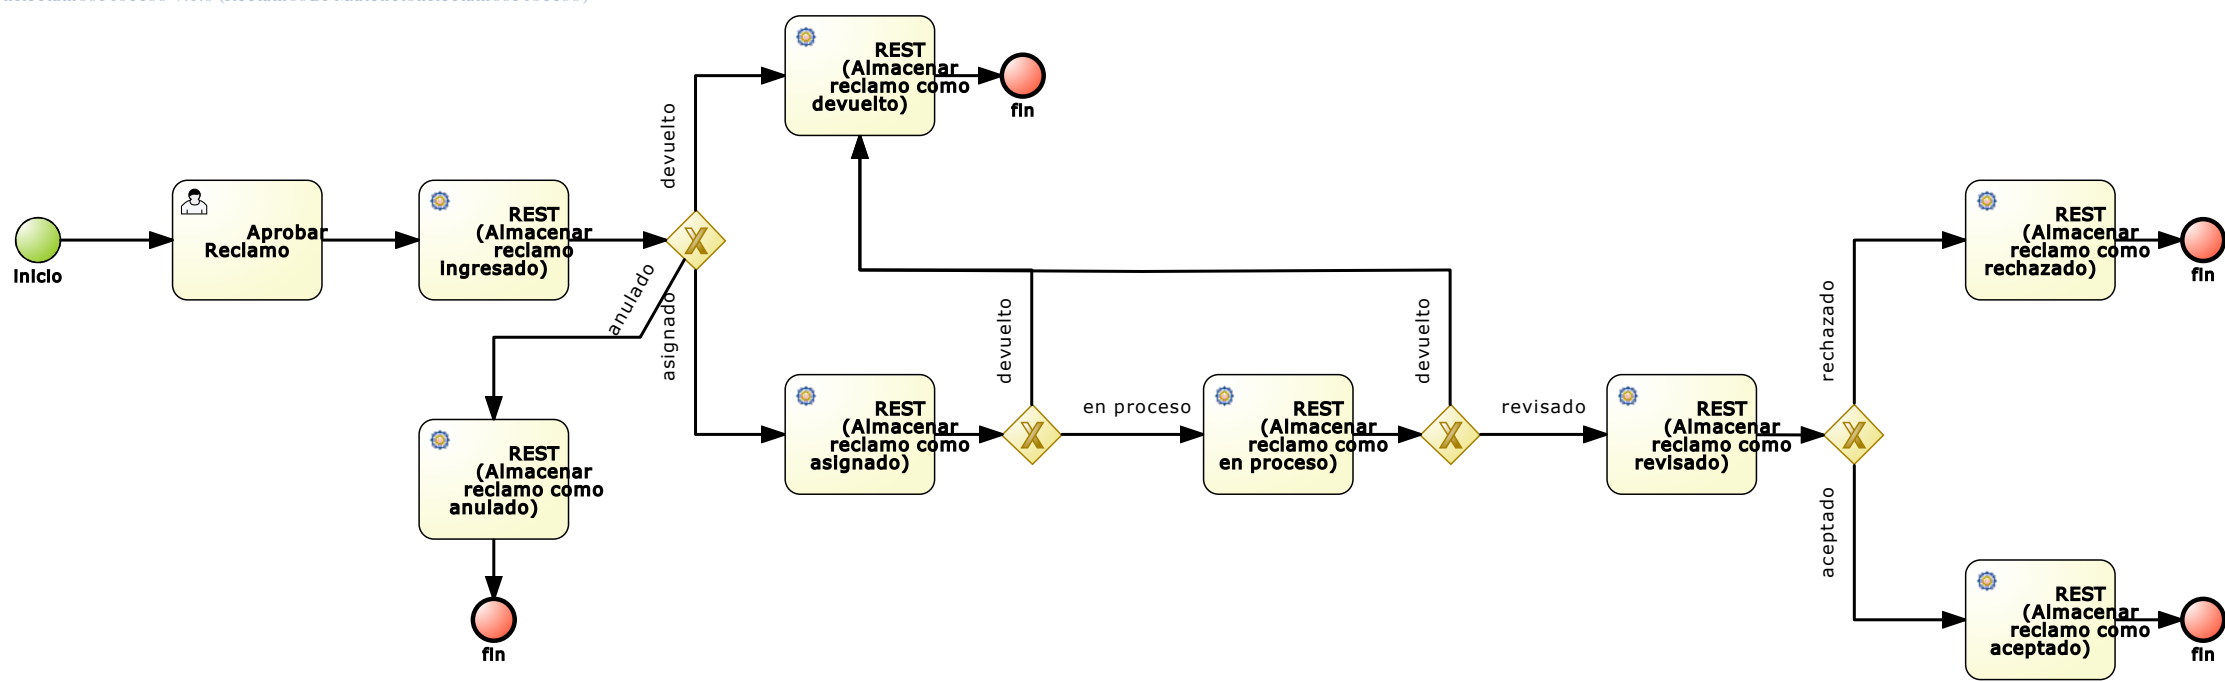 REST
(Almacenar
reclamo como
devuelto)
fin
devuelto
Inicio
Aprobar
Reclamo
REST
(Almacenar
reclamo
ingresado)
anulado
asignado
REST
(Almacenar
reclamo como
anulado)
fin
REST
(Almacenar
reclamo como
asignado)
devuelto
en proceso
REST
(Almacenar
reclamo como
en proceso)
devuelto
revisado
REST
(Almacenar
reclamo como
revisado)
rechazado
REST
(Almacenar
reclamo como
rechazado)
fin
aceptado
REST
(Almacenar
reclamo como
aceptado)
fin